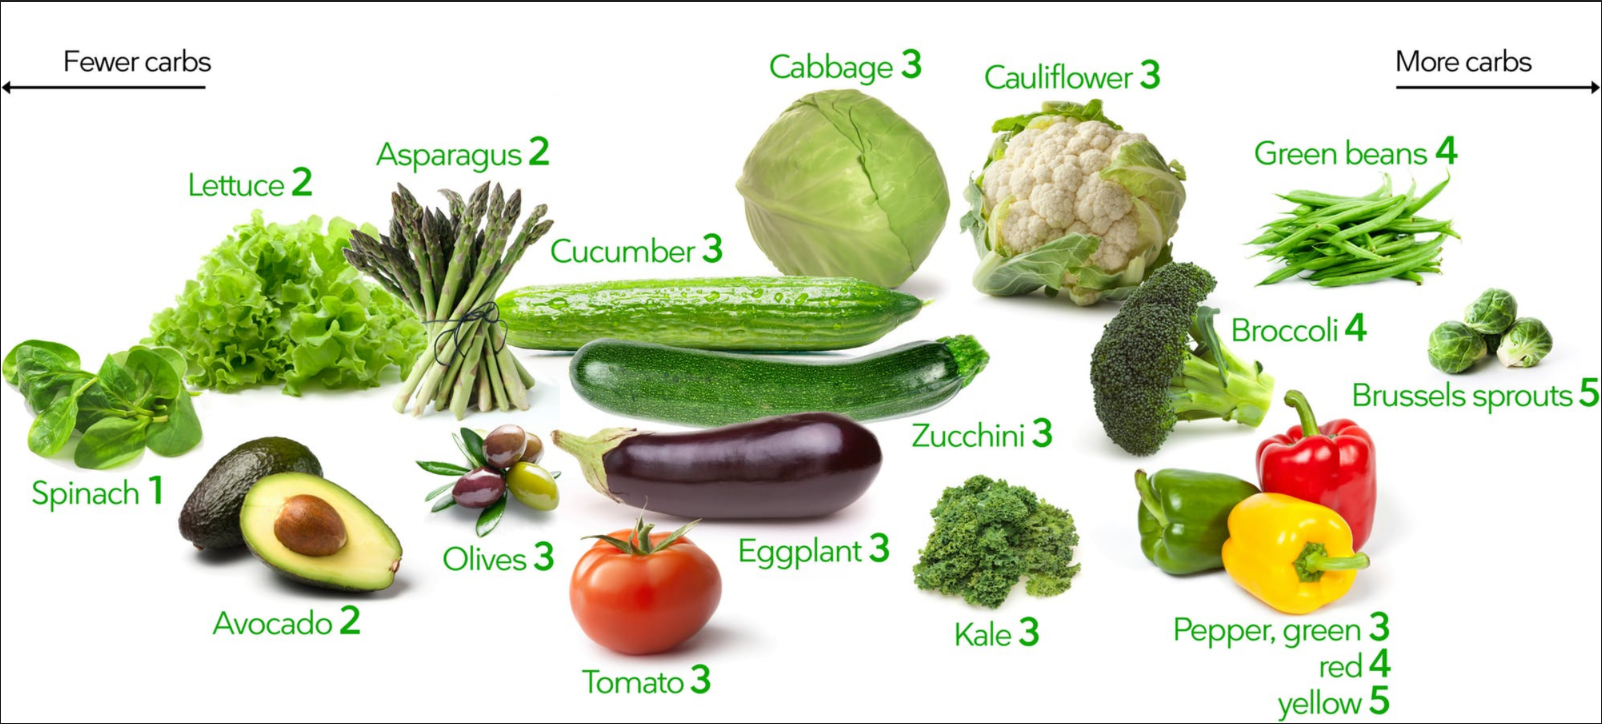 Fewer carbs
More carbs
Cabbage 3
Cauliflower 3
Asparagus 2
Green beans 4
Lettuce 2
Cucumber 3
Broccoli 4
Brussels sprouts 5
Zucchini 3
Spinach 1
Olives 3
Eggplant 3
Avocado 2
Kale 3
Tomato 3
Pepper, green 3
red 4
yellow 5